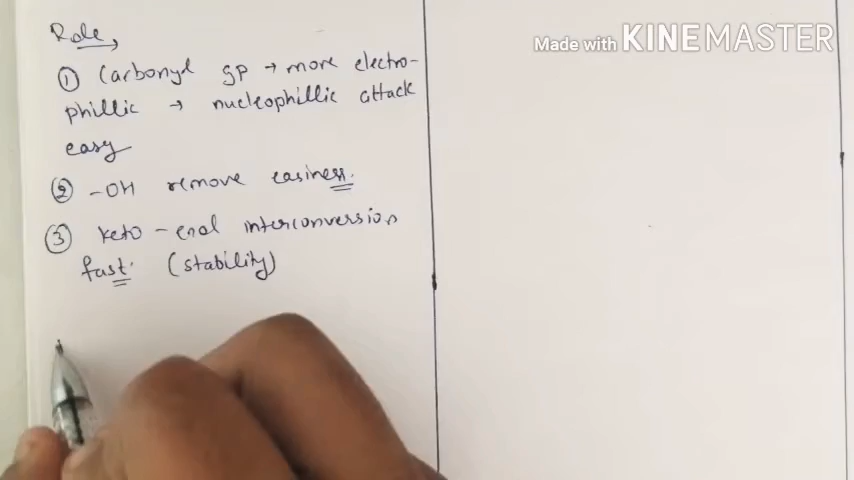 Role,
① Carbonyl gp → more electro-
phillic → nucleophillic attack
easy
② -OH remove easiness.
③ Keto - enol interconversion
fast. (stability)
Made with KINEMASTER